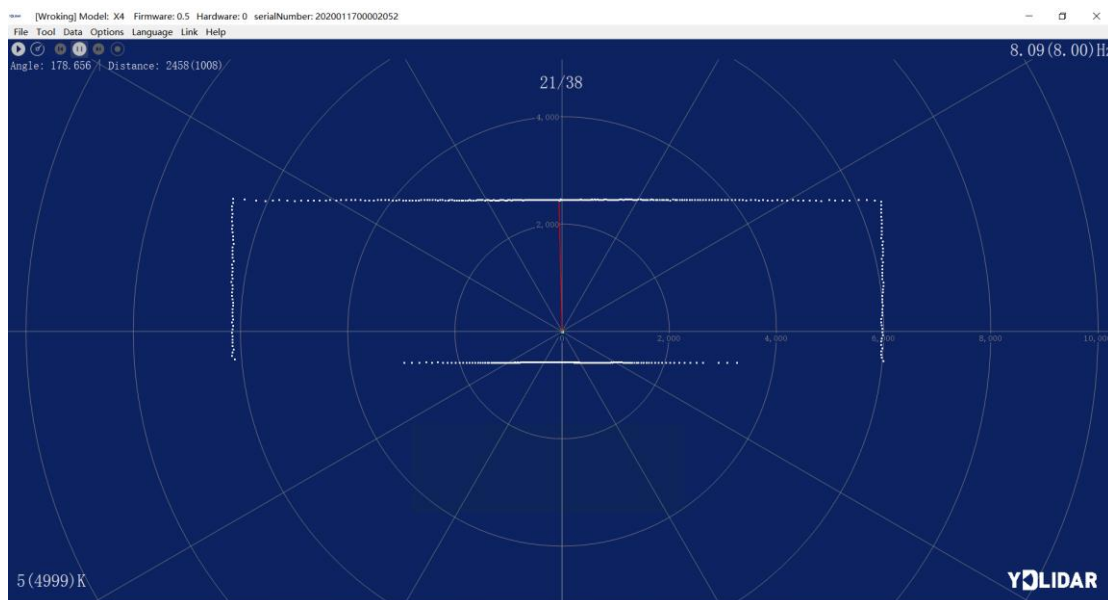 [Wroking] Model: X4 Firmware: 0.5 Hardware: 0 serialNumber: 2020011700002052
File Tool Data Options Language Link Help
8.09(8.00)Hz
Angle: 178.656 | Distance: 2458(1008)
21/38
4,000
2,000
0 2,000 4,000 6,000 8,000 10,000
5(4999)K
YDLIDAR